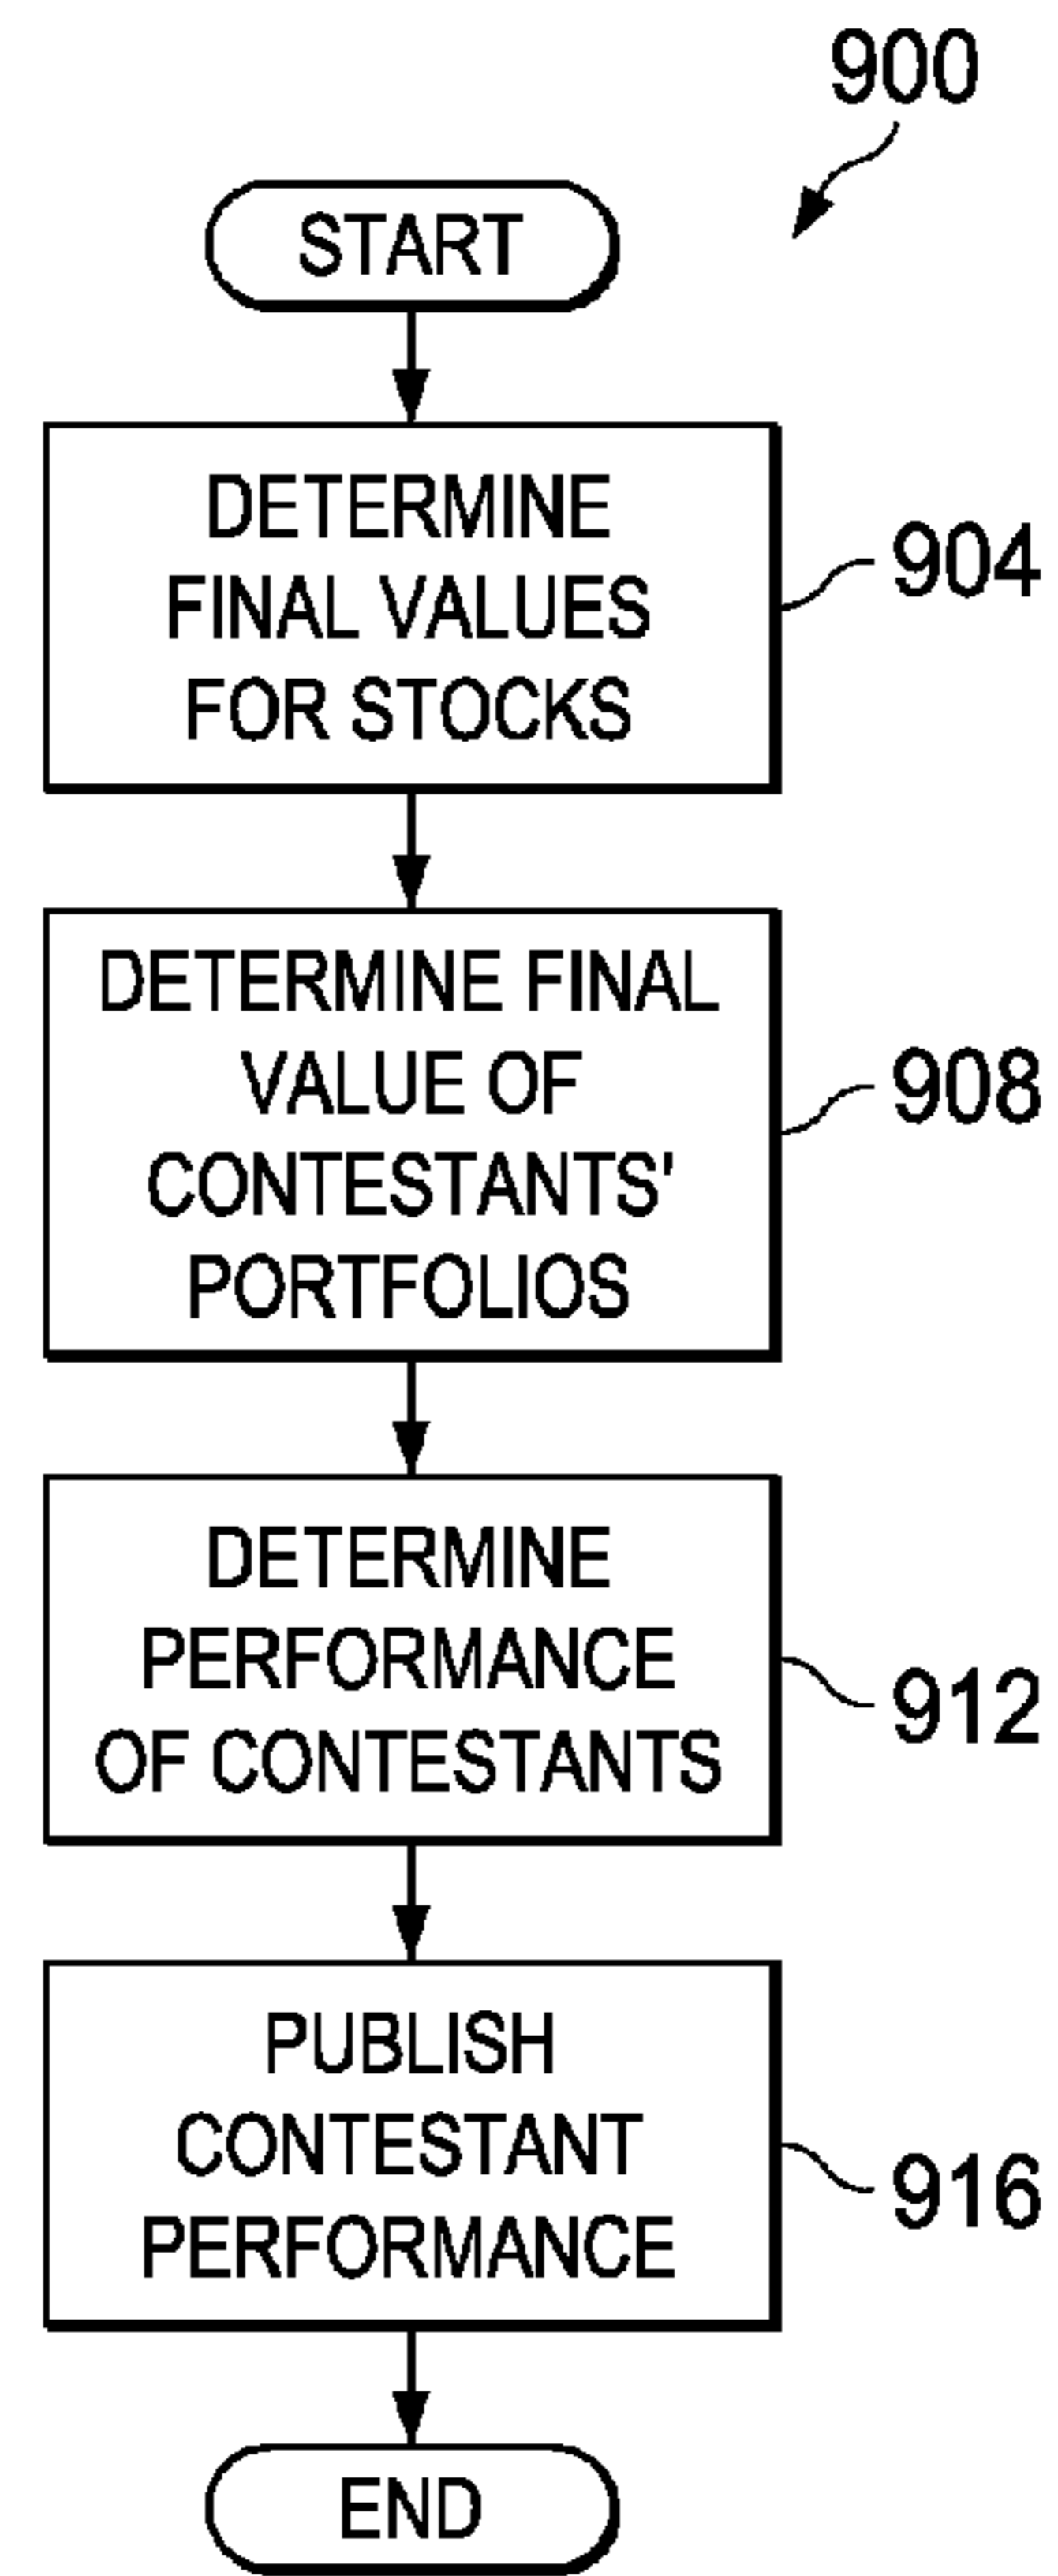 900
START
DETERMINE
FINAL VALUES
FOR STOCKS
904
DETERMINE FINAL
VALUE OF
CONTESTANTS'
PORTFOLIOS
908
DETERMINE
PERFORMANCE
OF CONTESTANTS
912
PUBLISH
CONTESTANT
PERFORMANCE
916
END